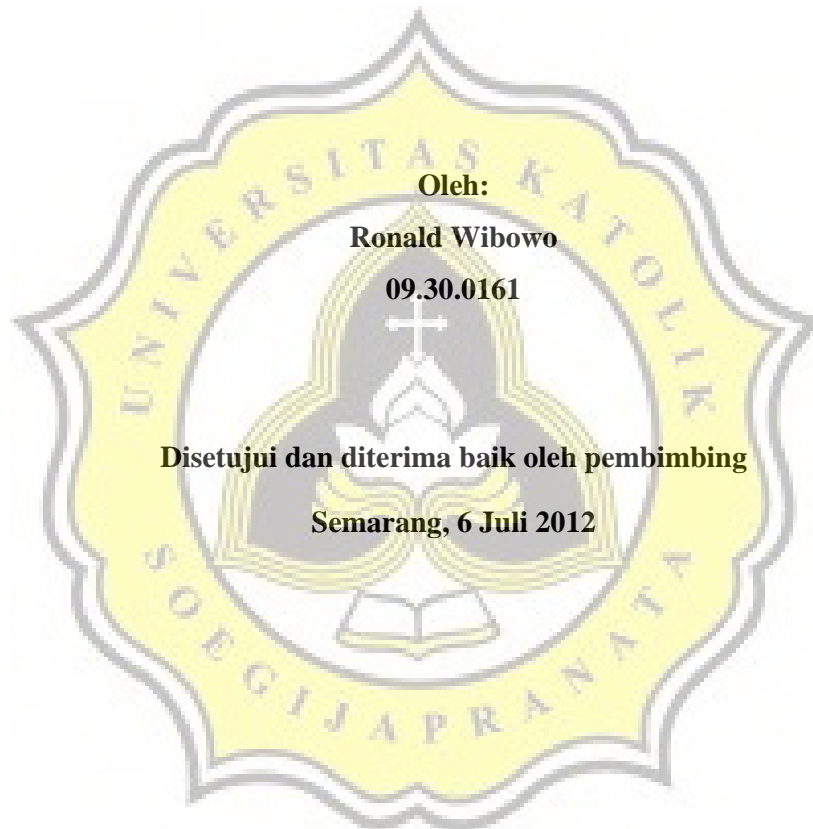 UNIVERSITAS KATOLIK
Oleh:
Ronald Wibowo
09.30.0161
Disetujui dan diterima baik oleh pembimbing
Semarang, 6 Juli 2012
SOEGIJAPRANATA